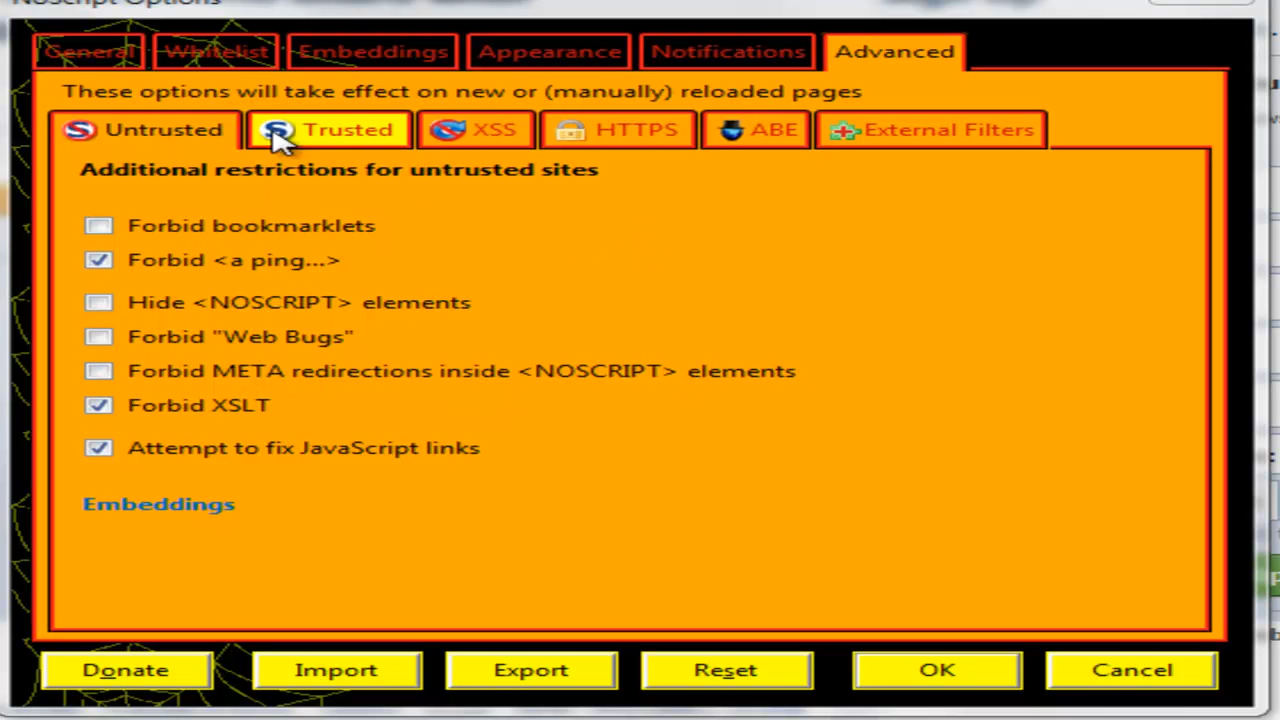 NoScript Options
General Whitelist Embeddings Appearance Notifications Advanced
These options will take effect on new or (manually) reloaded pages
Untrusted Trusted XSS HTTPS ABE External Filters
Additional restrictions for untrusted sites
Forbid bookmarklets
Forbid <a ping...>
Hide <NOSCRIPT> elements
Forbid "Web Bugs"
Forbid META redirections inside <NOSCRIPT> elements
Forbid XSLT
Attempt to fix JavaScript links
Embeddings
Donate Import Export Reset OK Cancel